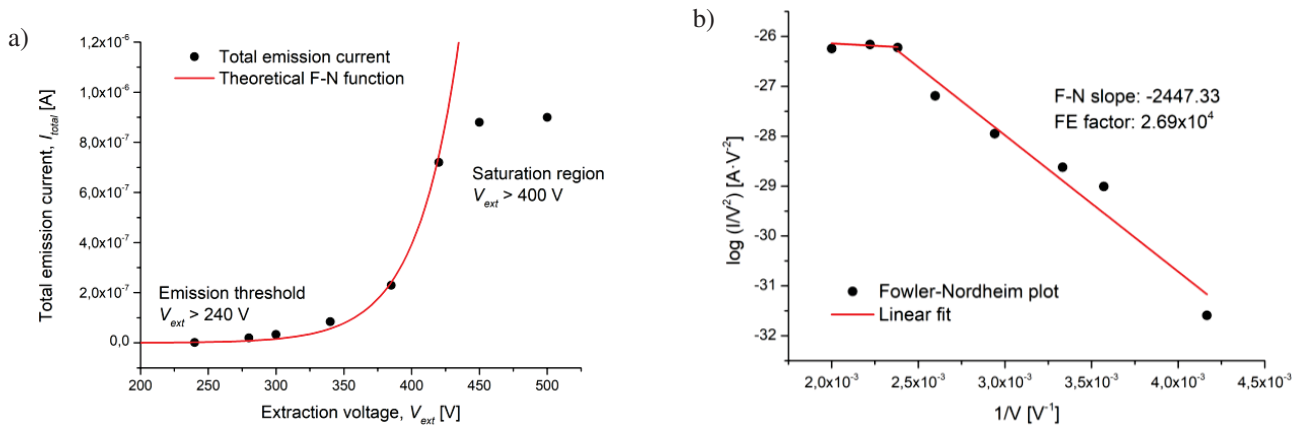 a)
1,2x10⁻⁶
1,0x10⁻⁶
8,0x10⁻⁷
6,0x10⁻⁷
4,0x10⁻⁷
2,0x10⁻⁷
0,0
Total emission current, I_total [A]
Total emission current
Theoretical F-N function
Saturation region
V_ext > 400 V
Emission threshold
V_ext > 240 V
200 250 300 350 400 450 500 550
Extraction voltage, V_ext [V]
b)
-26
-27
-28
-29
-30
-31
-32
log (I/V²) [A·V⁻²]
F-N slope: -2447.33
FE factor: 2.69x10⁴
Fowler-Nordheim plot
Linear fit
2,0x10⁻³ 2,5x10⁻³ 3,0x10⁻³ 3,5x10⁻³ 4,0x10⁻³ 4,5x10⁻³
1/V [V⁻¹]